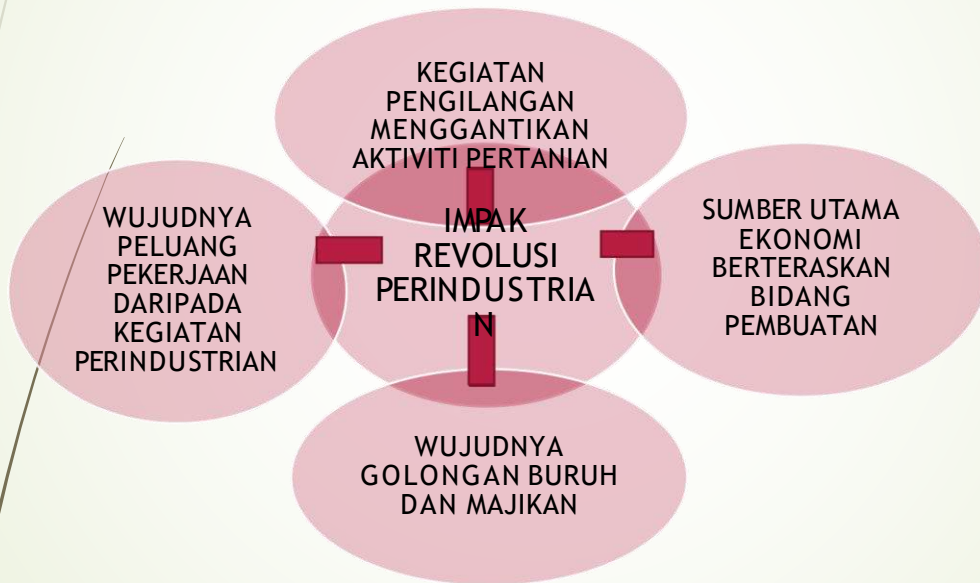 KEGIATAN
PENGILANGAN
MENGGANTIKAN
AKTIVITI PERTANIAN
WUJUDNYA
PELUANG
PEKERJAAN
DARIPADA
KEGIATAN
PERINDUSTRIAN
IMPAK
REVOLUSI
PERINDUSTRIA
N
SUMBER UTAMA
EKONOMI
BERTERASKAN
BIDANG
PEMBUATAN
WUJUDNYA
GOLONGAN BURUH
DAN MAJIKAN